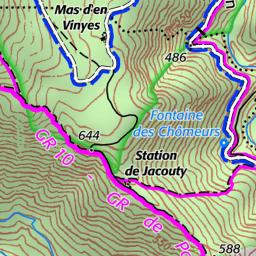 Mas d'en
Vinyes
486
Fontaine
des Chômeurs
644
Station
de Jacouty
GR 10 - GR de
588